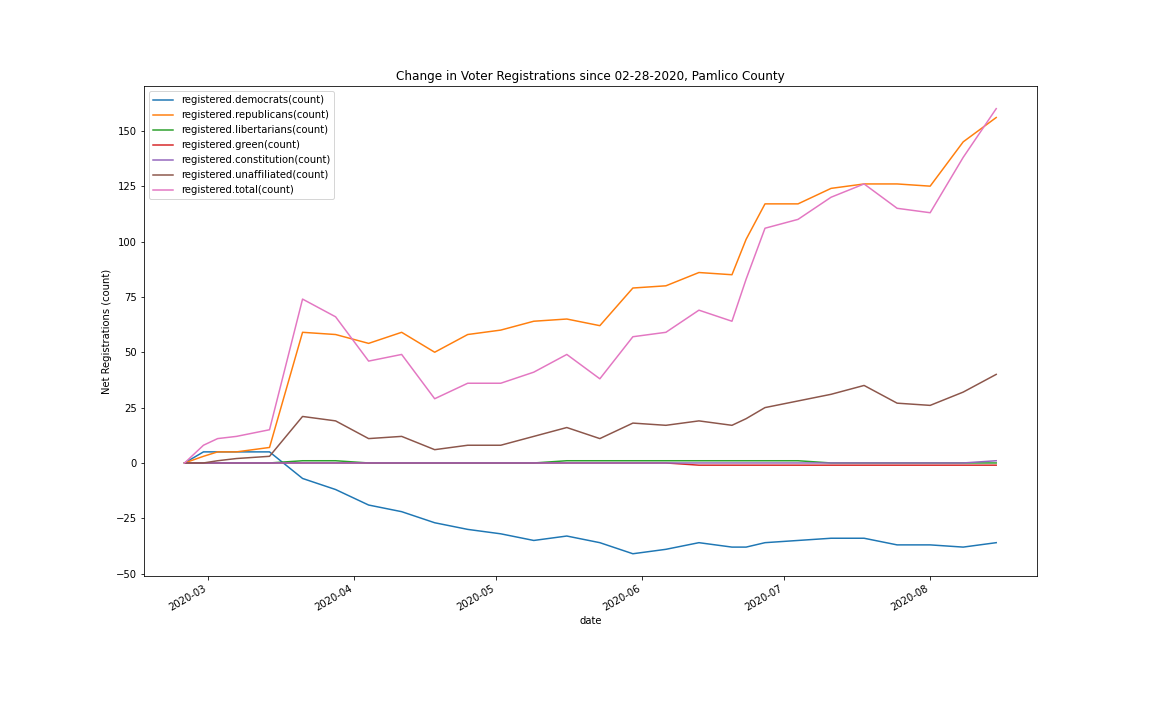 Change in Voter Registrations since 02-28-2020, Pamlico County
registered.democrats(count)
registered.republicans(count)
registered.libertarians(count)
registered.green(count)
registered.constitution(count)
registered.unaffiliated(count)
registered.total(count)
Net Registrations (count)
150
125
100
75
50
25
0
−25
−50
2020-03
2020-04
2020-05
2020-06
2020-07
2020-08
date